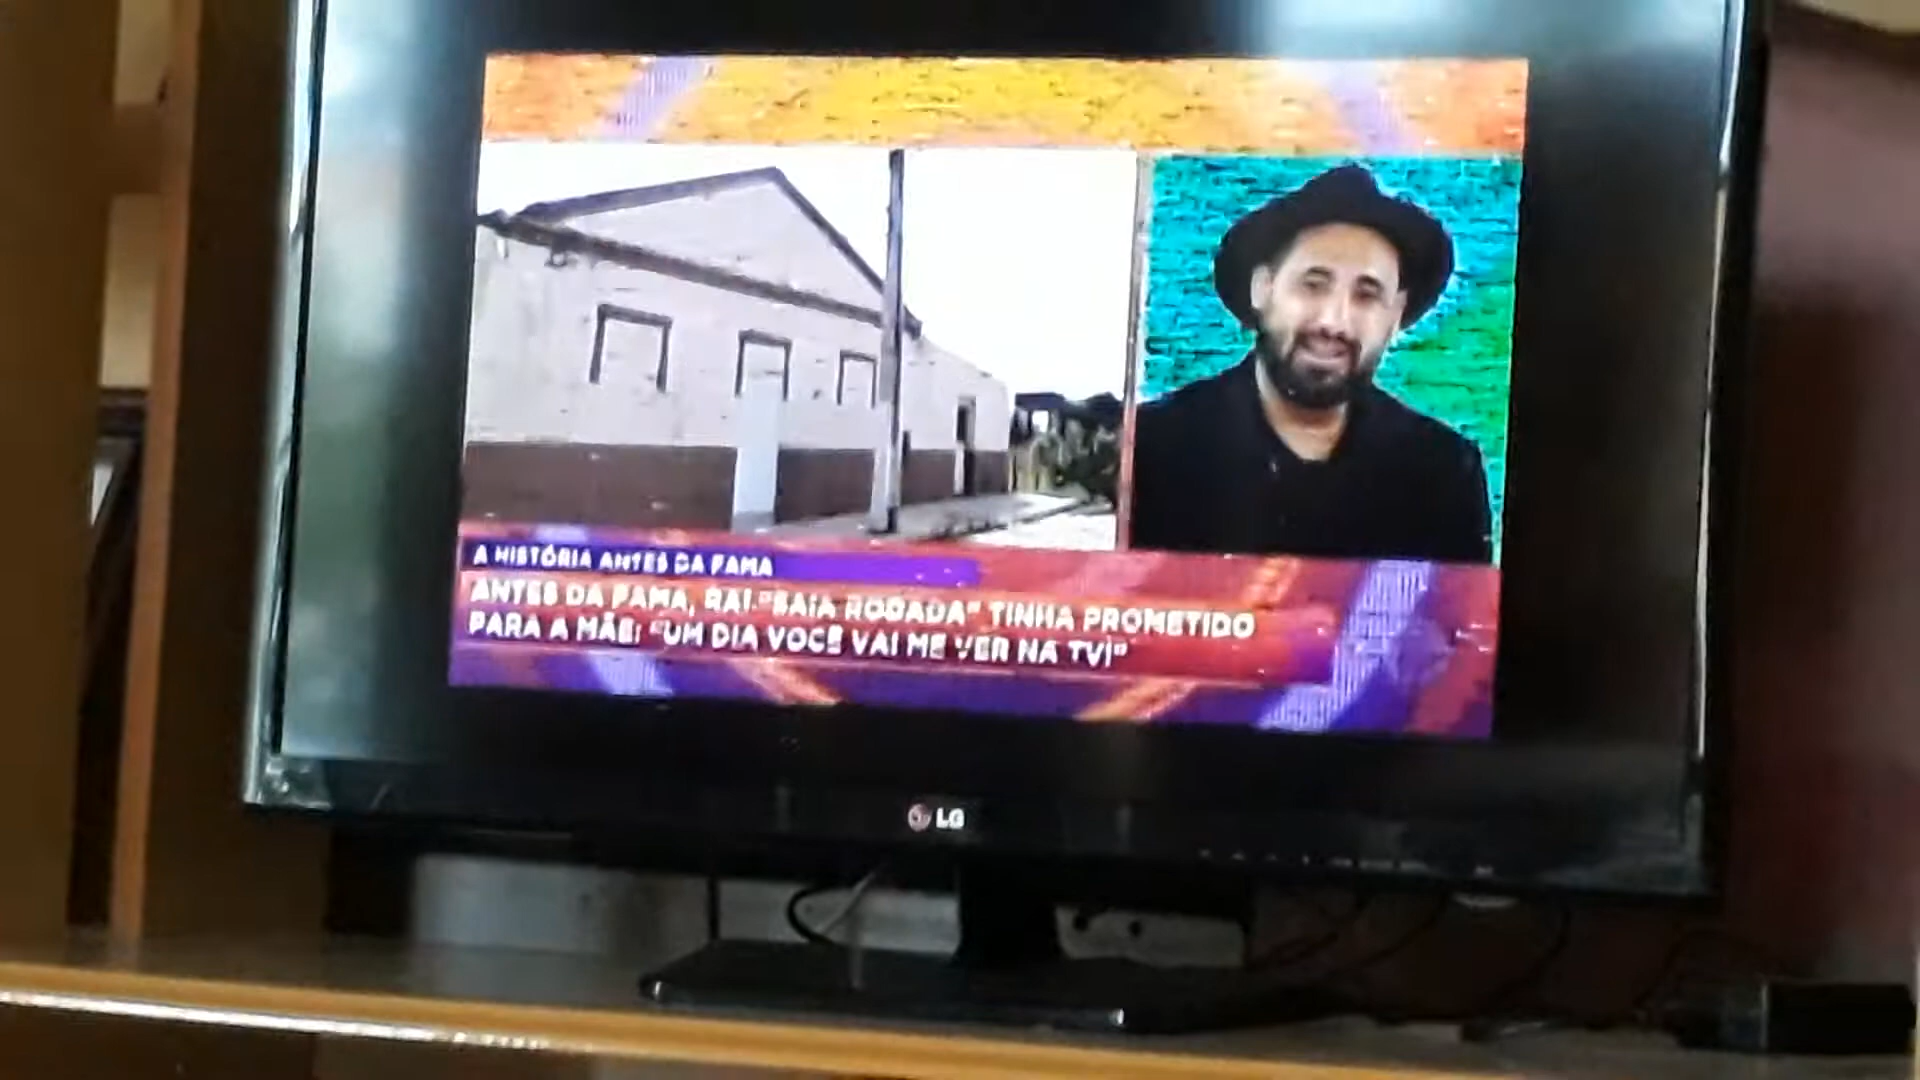 A HISTÓRIA ANTES DA FAMA
ANTES DA FAMA, RAI "SAIA RODADA" TINHA PROMETIDO
PARA A MÃE: "UM DIA VOCÊ VAI ME VER NA TV!"
LG